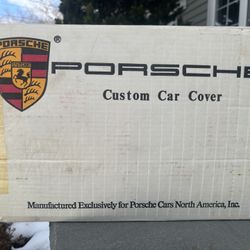 PORSCHE
PORSCHE
Custom Car Cover
Manufactured Exclusively for Porsche Cars North America, Inc.